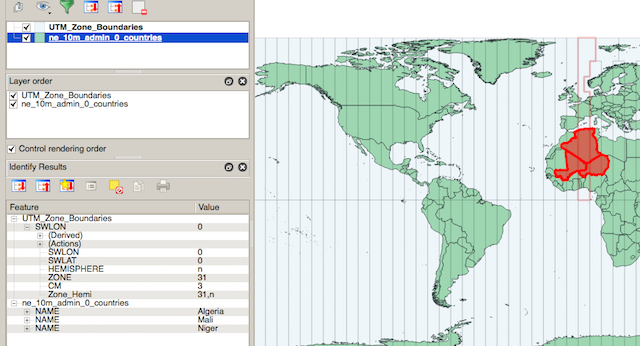 UTM_Zone_Boundaries
ne_10m_admin_0_countries
Layer order
UTM_Zone_Boundaries
ne_10m_admin_0_countries
Control rendering order
Identify Results
Feature Value
UTM_Zone_Boundaries
SWLON 0
(Derived)
(Actions)
SWLON 0
SWLAT 0
HEMISPHERE n
ZONE 31
CM 3
Zone_Hemi 31,n
ne_10m_admin_0_countries
NAME Algeria
NAME Mali
NAME Niger